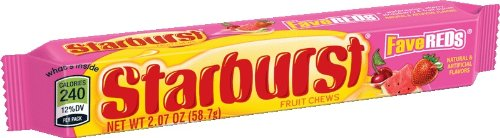 what's inside
CALORIES
240
12% DV
PER PACK
Starburst®
FRUIT CHEWS
NET WT 2.07 OZ (58.7g)
FaveREDs®
NATURAL &
ARTIFICIAL
FLAVORS